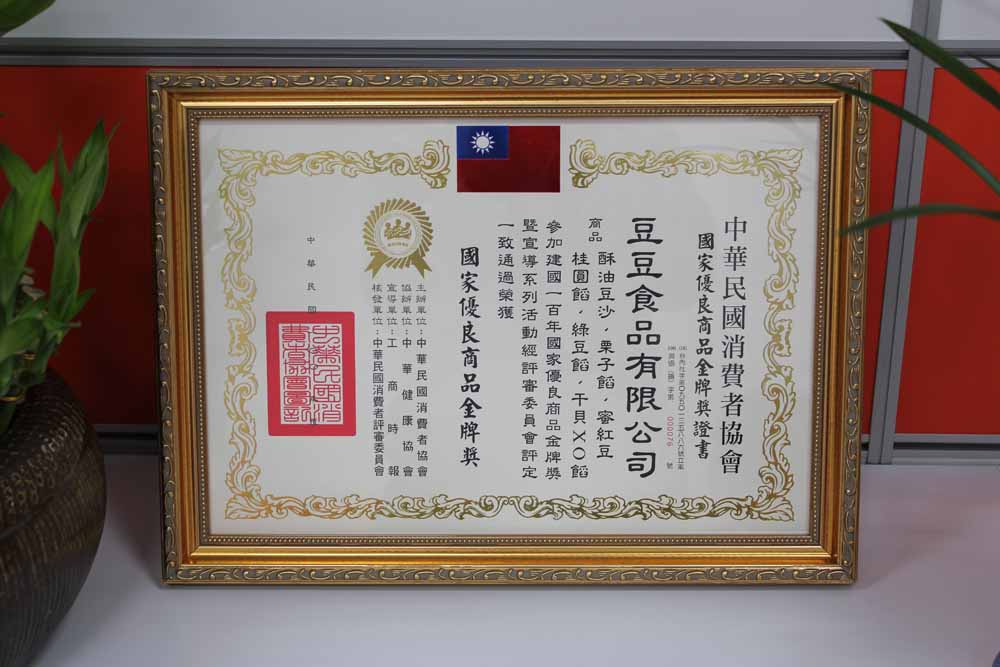 中華民國消費者協會
國家優良商品金牌獎證書
號
豆豆食品有限公司
商品
酥油豆沙．栗子餡．蜜紅豆
桂圓餡．綠豆餡．干貝XO餡
參加建國一百年國家優良商品金牌獎
暨宣導系列活動經評審委員會評定
一致通過榮獲
國家優良商品金牌獎
主辦單位：中華民國消費者協會
協辦單位：中華健康協會
宣導單位：工商時報
核發單位：中華民國消費者評審委員會
中華民國